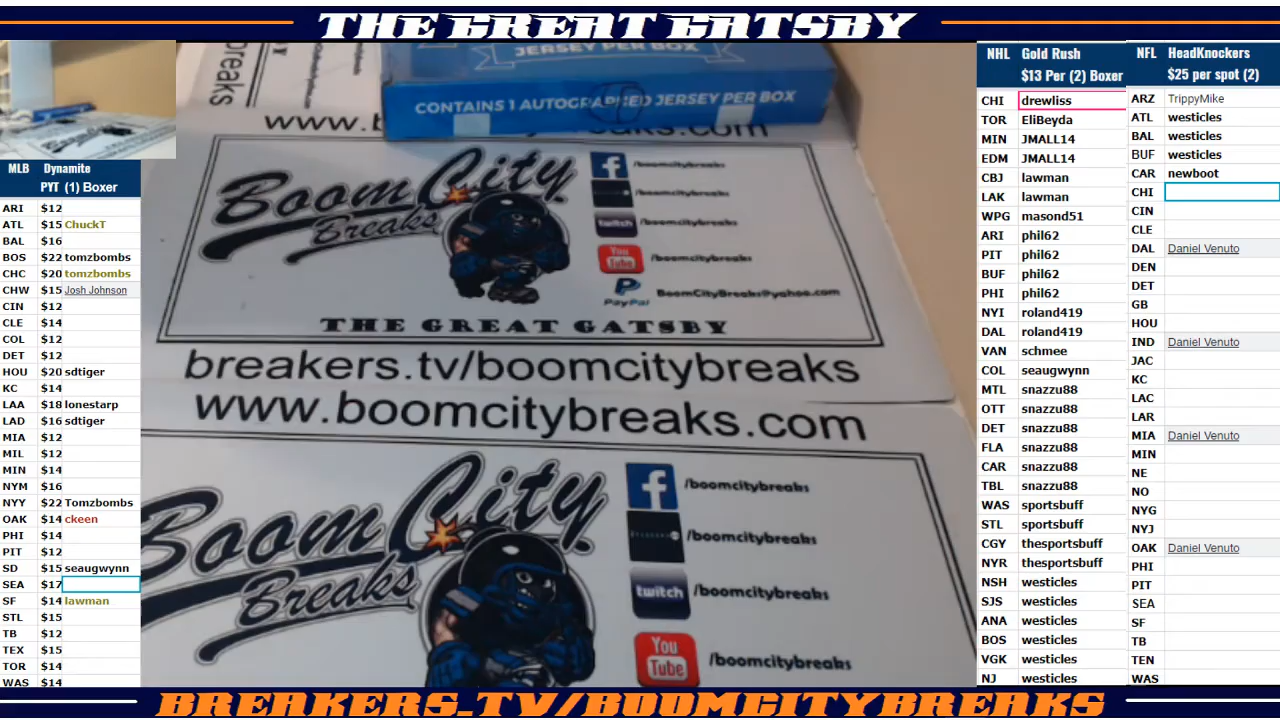 THE GREAT GATSBY
MLB Dynamite
PYT (1) Boxer
ARI $12
ATL $15 ChuckT
BAL $16
BOS $22 tomzbombs
CHC $20 tomzbombs
CHW $15 Josh Johnson
CIN $12
CLE $14
COL $12
DET $12
HOU $20 sdtiger
KC $14
LAA $18 lonestarp
LAD $16 sdtiger
MIA $12
MIL $12
MIN $14
NYM $16
NYY $22 Tomzbombs
OAK $14 ckeen
PHI $14
PIT $12
SD $15 seaugwynn
SEA $17
SF $14 lawman
STL $15
TB $12
TEX $15
TOR $14
WAS $14
JERSEY PER BOX
CONTAINS 1 AUTOGRAPHED JERSEY PER BOX
breaks
Boom City
Breaks
/boomcitybreaks
/boomcitybreaks
twitch /boomcitybreaks
You Tube /boomcitybreaks
PayPal BoomCityBreaks@yahoo.com
THE GREAT GATSBY
breakers.tv/boomcitybreaks
www.boomcitybreaks.com
Boom City
Breaks
/boomcitybreaks
/boomcitybreaks
twitch /boomcitybreaks
You Tube /boomcitybreaks
NHL Gold Rush
$13 Per (2) Boxer
CHI drewliss
TOR EliBeyda
MIN JMALL14
EDM JMALL14
CBJ lawman
LAK lawman
WPG masond51
ARI phil62
PIT phil62
BUF phil62
PHI phil62
NYI roland419
DAL roland419
VAN schmee
COL seaugwynn
MTL snazzu88
OTT snazzu88
DET snazzu88
FLA snazzu88
CAR snazzu88
TBL snazzu88
WAS sportsbuff
STL sportsbuff
CGY thesportsbuff
NYR thesportsbuff
NSH westicles
SJS westicles
ANA westicles
BOS westicles
VGK westicles
NJ westicles
NFL HeadKnockers
$25 per spot (2)
ARZ TrippyMike
ATL westicles
BAL westicles
BUF westicles
CAR newboot
CHI
CIN
CLE
DAL Daniel Venuto
DEN
DET
GB
HOU
IND Daniel Venuto
JAC
KC
LAC
LAR
MIA Daniel Venuto
MIN
NE
NO
NYG
NYJ
OAK Daniel Venuto
PHI
PIT
SEA
SF
TB
TEN
WAS
BREAKERS.TV/BOOMCITYBREAKS